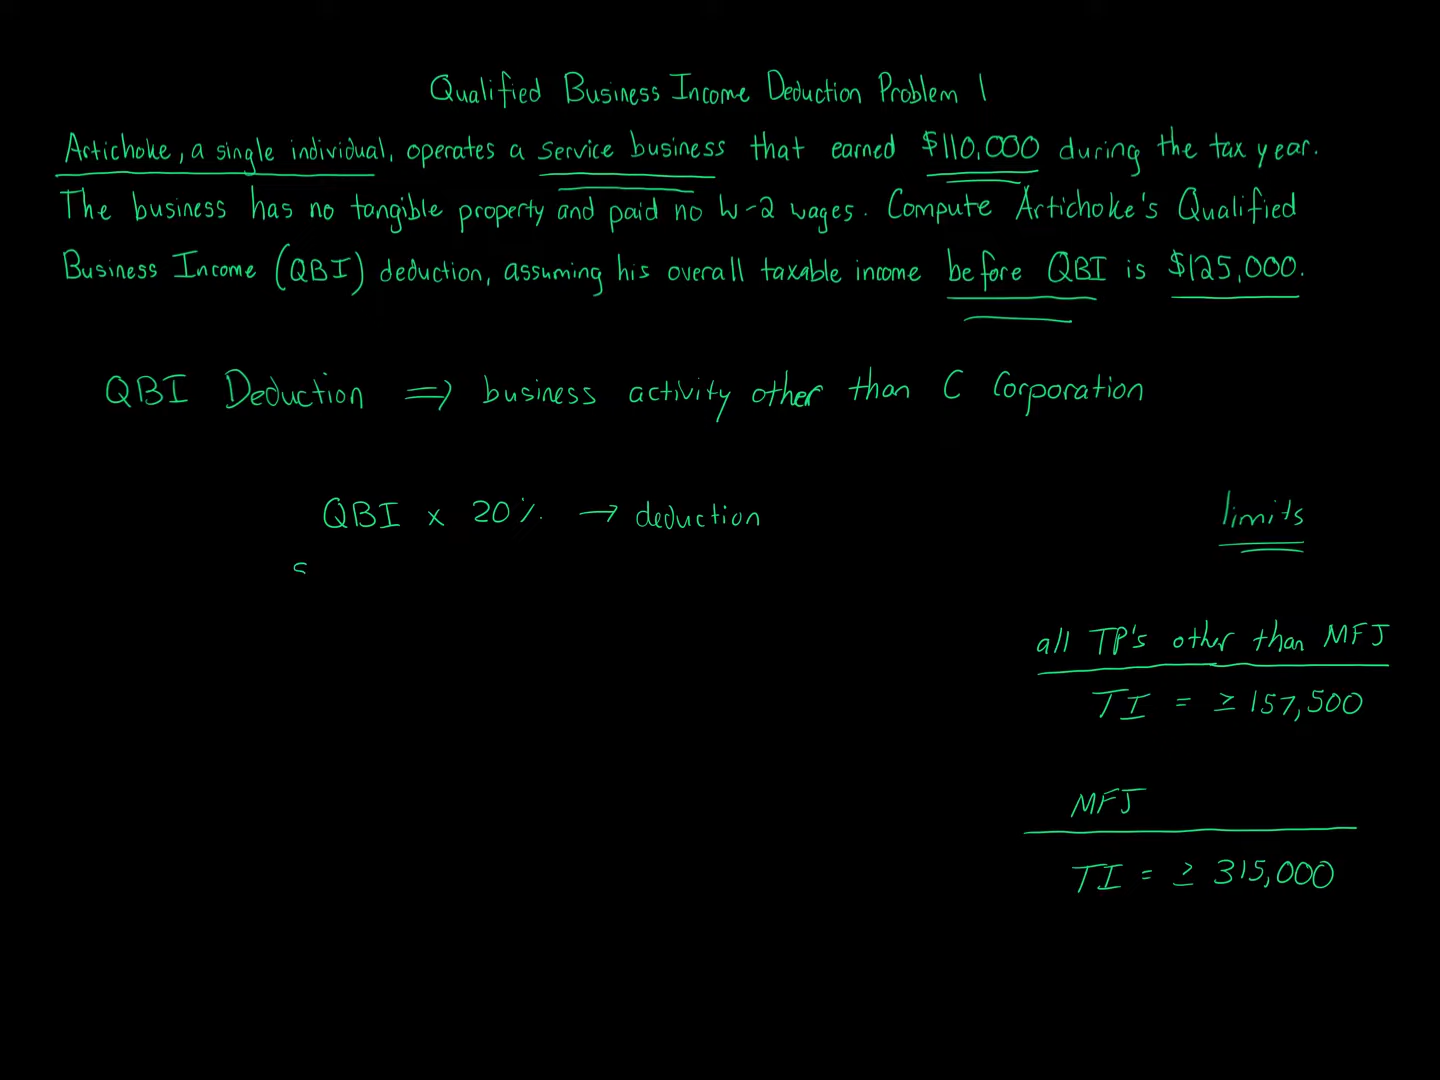 Qualified Business Income Deduction Problem 1
Artichoke, a single individual, operates a service business that earned $110,000 during the tax year.
The business has no tangible property and paid no W-2 wages. Compute Artichoke's Qualified
Business Income (QBI) deduction, assuming his overall taxable income before QBI is $125,000.
QBI Deduction ⇒ business activity other than C Corporation
QBI x 20% → deduction
limits
all TP's other than MFJ
TI = ≥ 157,500
MFJ
TI = ≥ 315,000